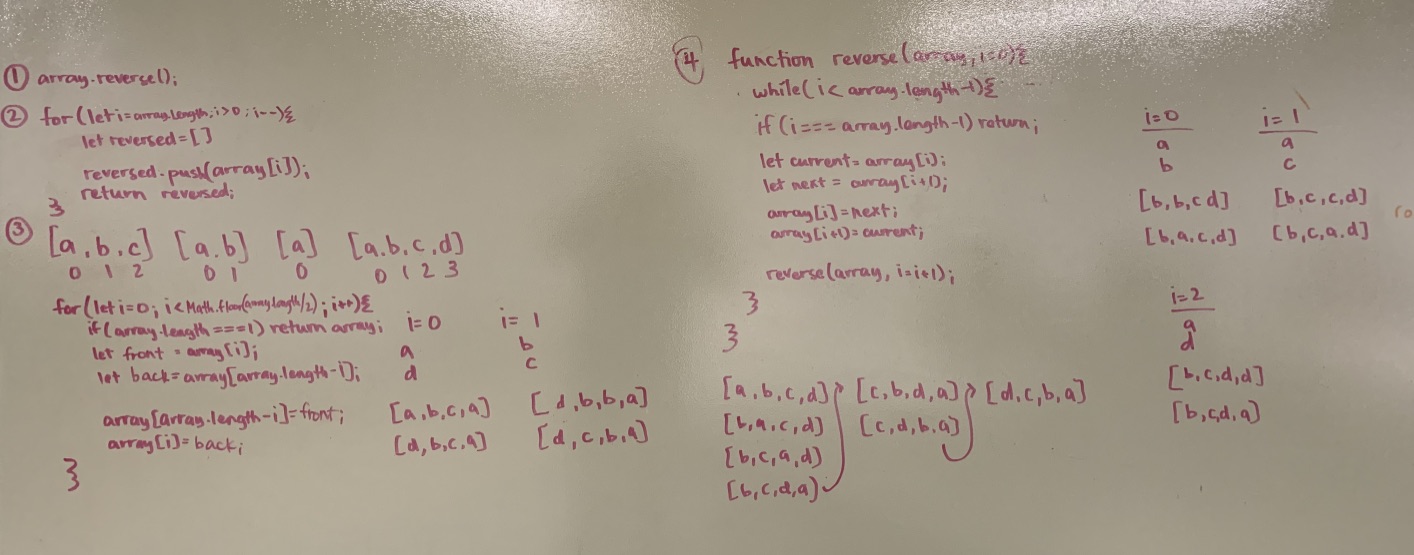 ① array.reverse();
② for(let i=array.length; i>0; i--){
let reversed=[]
reversed.push(array[i]);
return reversed;
}
③ [a,b,c] [a.b] [a] [a.b,c,d]
0 1 2 0 1 0 0 1 2 3
for(let i=0; i<Math.floor(array.length/2); i++){
if(array.length===1) return array; i=0 i=1
let front=array[i]; a b
let back=array[array.length-i]; d c
array[array.length-i]=front; [a,b,c,a] [d,b,b,a]
array[i]=back; [d,b,c,a] [d,c,b,a]
}
④ function reverse(array, i=0){
while(i<array.length-1){
if(i===array.length-1) return;
let current=array[i];
let next=array[i+1];
array[i]=next;
array[i+1]=current;
reverse(array, i=i+1);
}
}
[a,b,c,d] [c,b,d,a] [d,c,b,a]
[b,a,c,d] [c,d,b,a]
[b,c,a,d]
[b,c,d,a]
i=0 i=1
a a
b c
[b,b,c d] [b,c,c,d]
[b,a,c,d] [b,c,a.d]
i=2
a
d
[b,c,d,d]
[b,c,d,a]